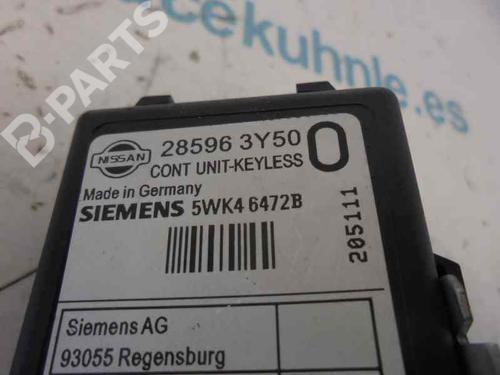 B-PARTS
cekuhnle.es
NISSAN
28596 3Y500
CONT UNIT-KEYLESS
Made in Germany
SIEMENS 5WK4 6472B
205111
Siemens AG
93055 Regensburg